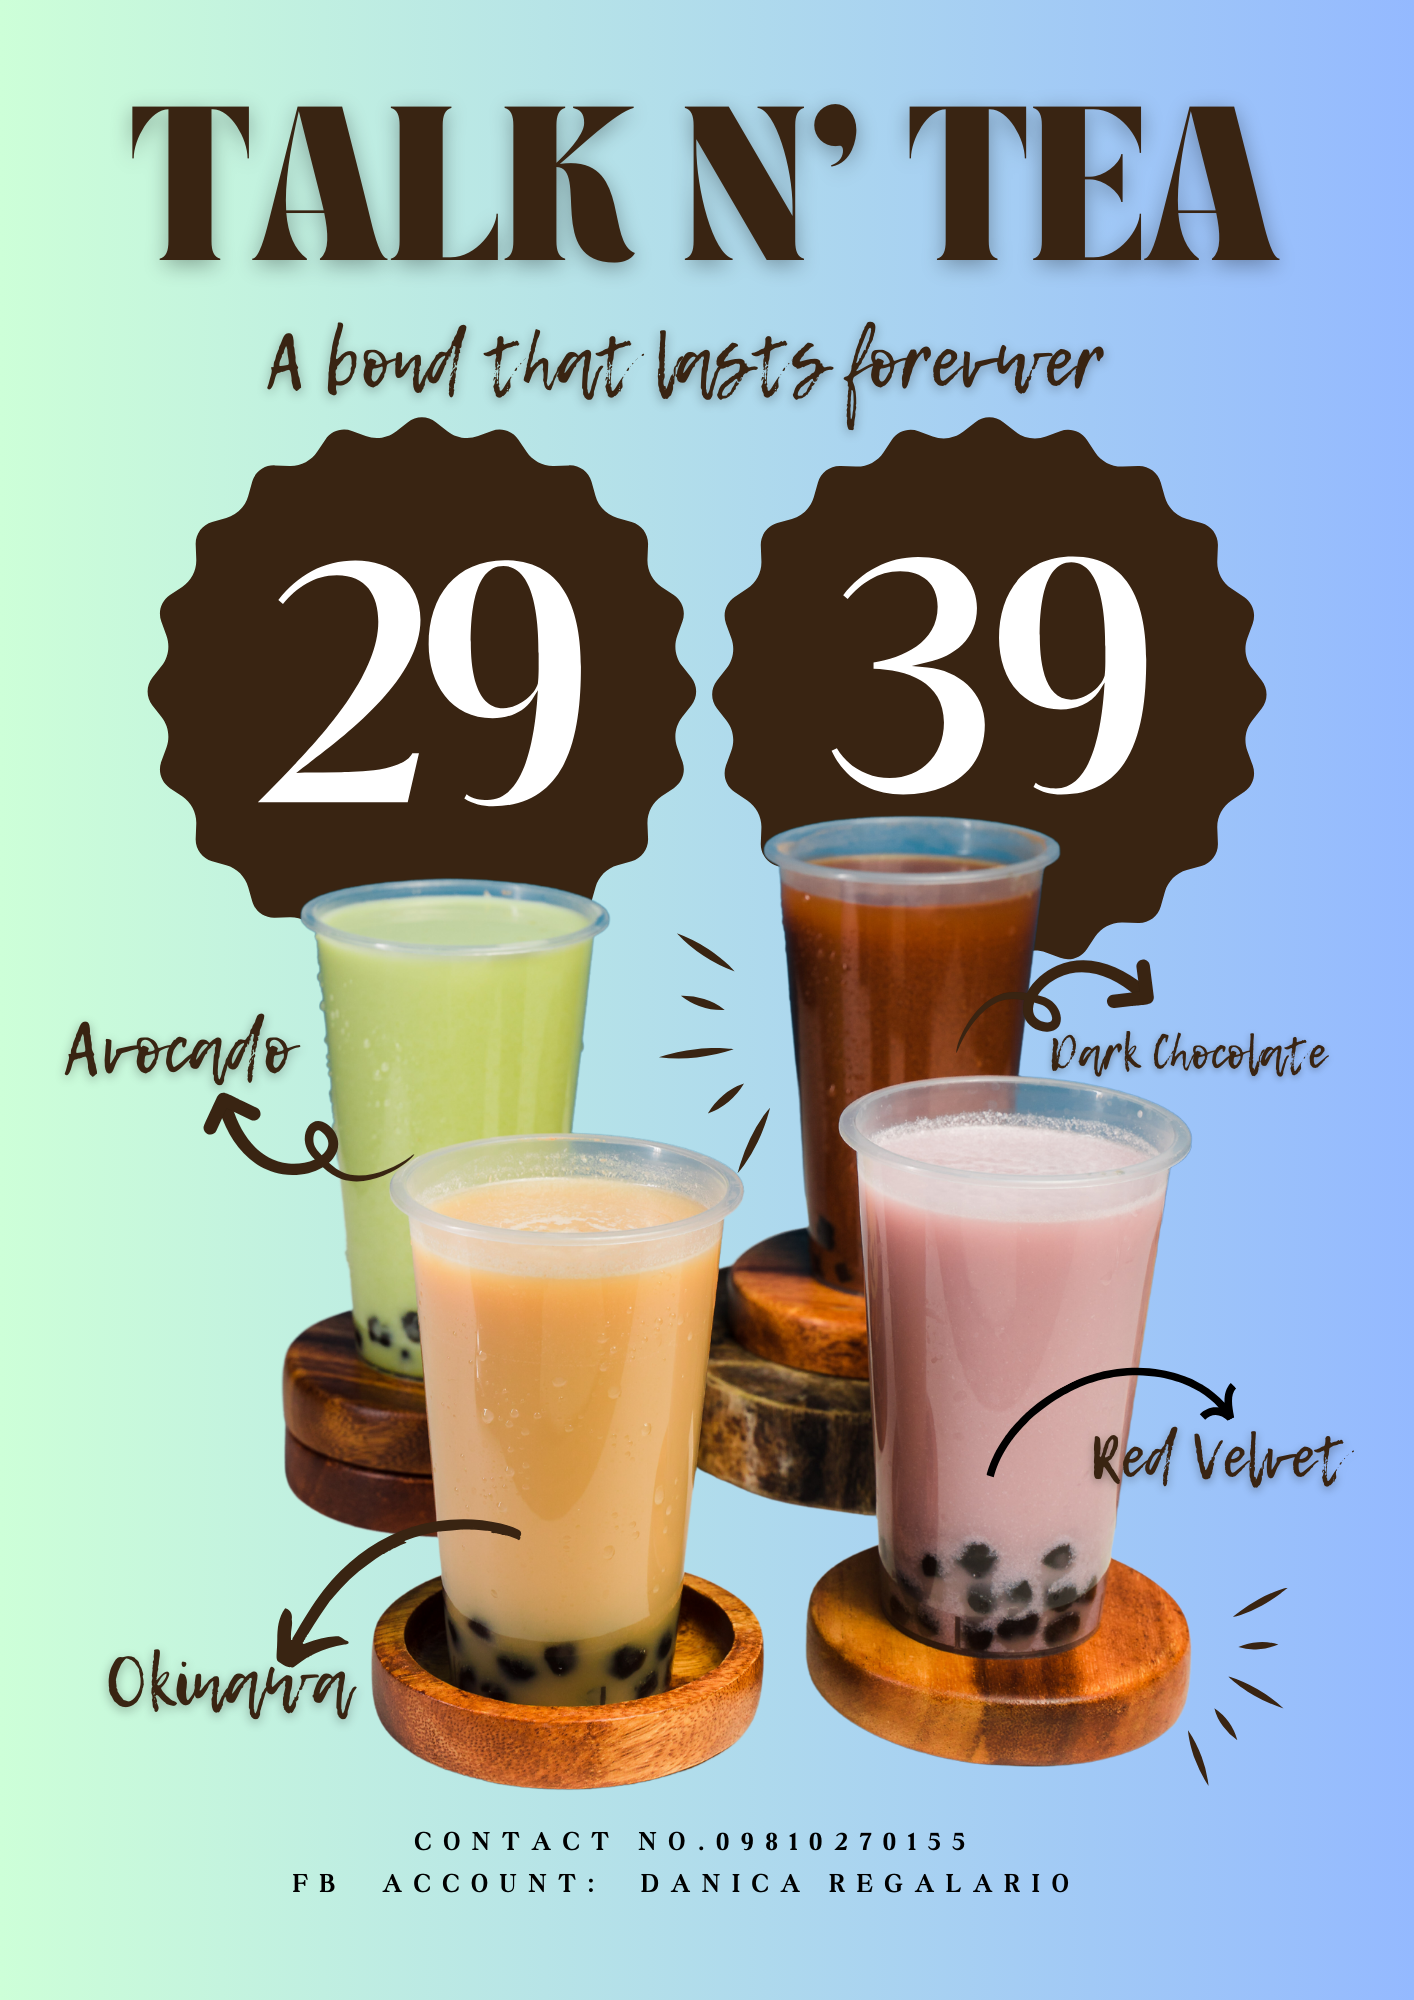 TALK N' TEA
A bond that lasts forevwer
29
39
Avocado
Dark Chocolate
Red Velvet
Okinawa
CONTACT NO.09810270155
FB ACCOUNT: DANICA REGALARIO